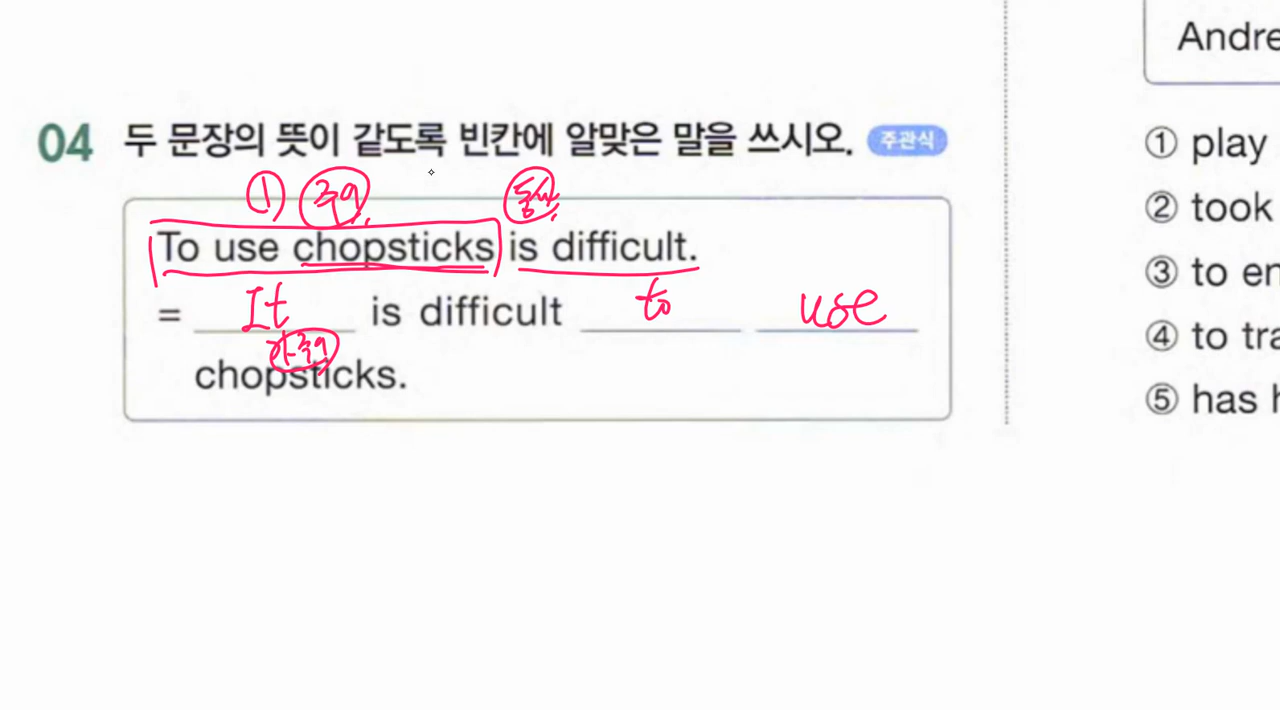 04 두 문장의 뜻이 같도록 빈칸에 알맞은 말을 쓰시오. 주관식
① 주어 동사
To use chopsticks is difficult.
= It is difficult to use
가주어
chopsticks.
Andre
① play
② took
③ to en
④ to tra
⑤ has h